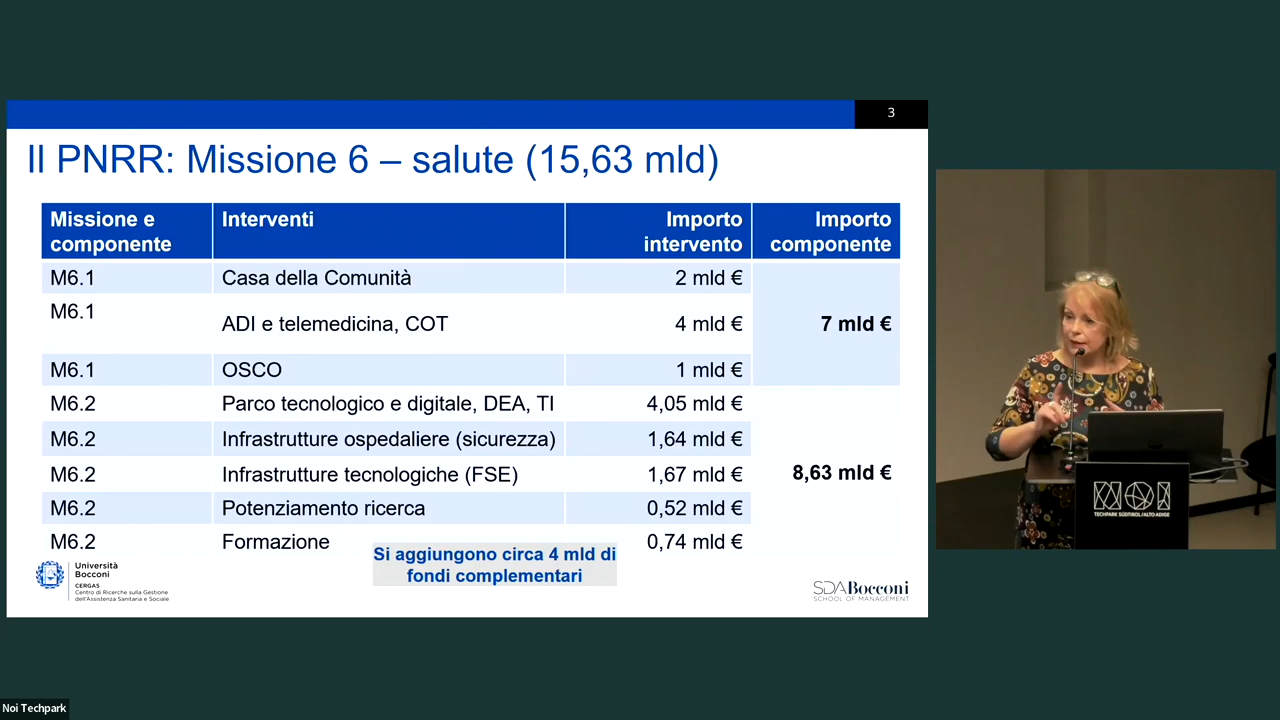 3
Il PNRR: Missione 6 – salute (15,63 mld)
Missione e componente Interventi Importo intervento Importo componente
M6.1 Casa della Comunità 2 mld €
M6.1 ADI e telemedicina, COT 4 mld € 7 mld €
M6.1 OSCO 1 mld €
M6.2 Parco tecnologico e digitale, DEA, TI 4,05 mld €
M6.2 Infrastrutture ospedaliere (sicurezza) 1,64 mld €
M6.2 Infrastrutture tecnologiche (FSE) 1,67 mld € 8,63 mld €
M6.2 Potenziamento ricerca 0,52 mld €
M6.2 Formazione 0,74 mld €
Si aggiungono circa 4 mld di
fondi complementari
Università
Bocconi
CERGAS
Centro di Ricerche sulla Gestione
dell'Assistenza Sanitaria e Sociale
SDA Bocconi
SCHOOL OF MANAGEMENT
NOI
TECHPARK SÜDTIROL/ALTO ADIGE
Noi Techpark